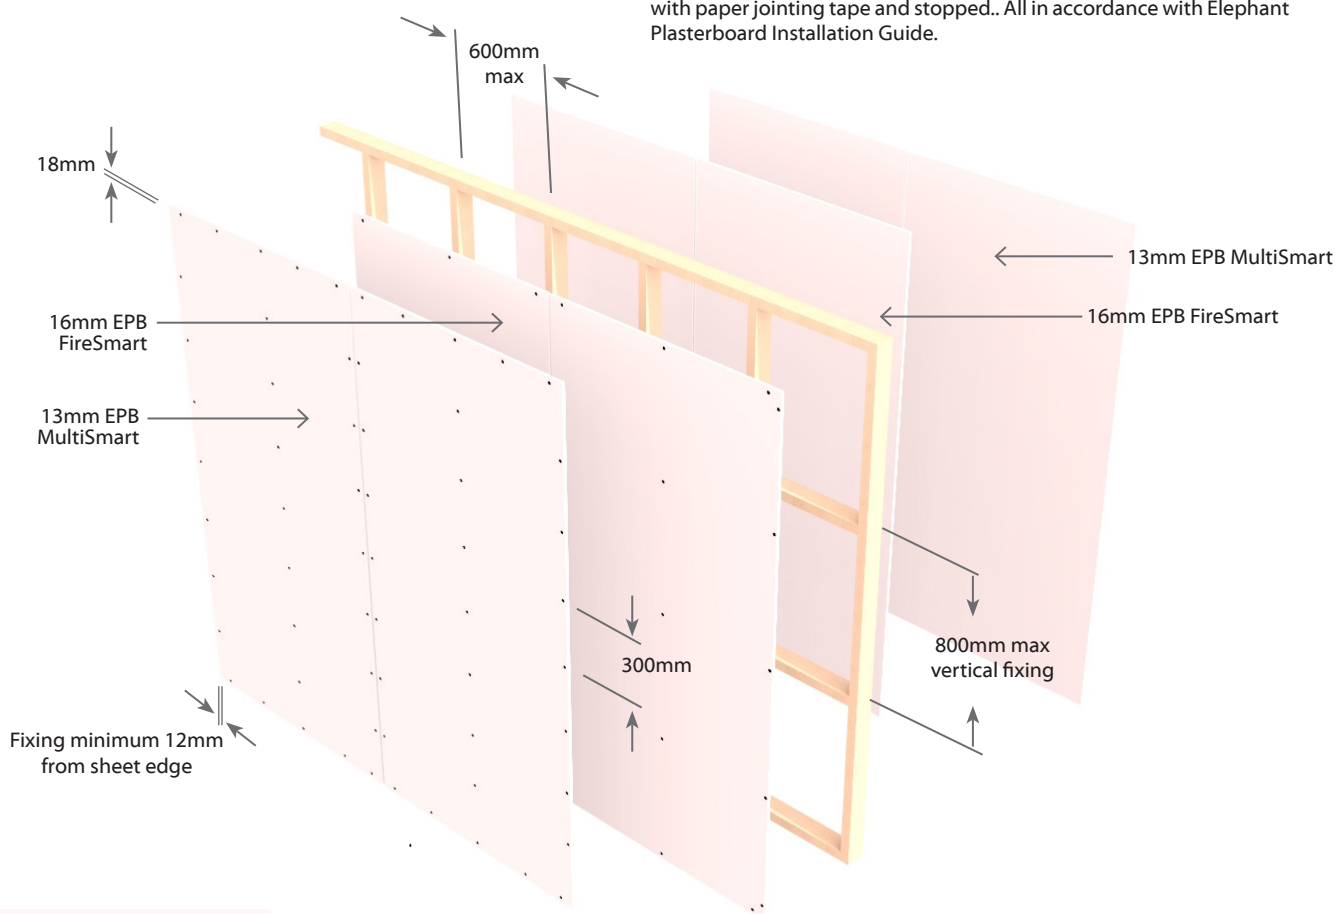 with paper jointing tape and stopped.. All in accordance with Elephant
Plasterboard Installation Guide.
600mm
max
18mm
13mm EPB MultiSmart
16mm EPB FireSmart
16mm EPB
FireSmart
13mm EPB
MultiSmart
300mm
800mm max
vertical fixing
Fixing minimum 12mm
from sheet edge